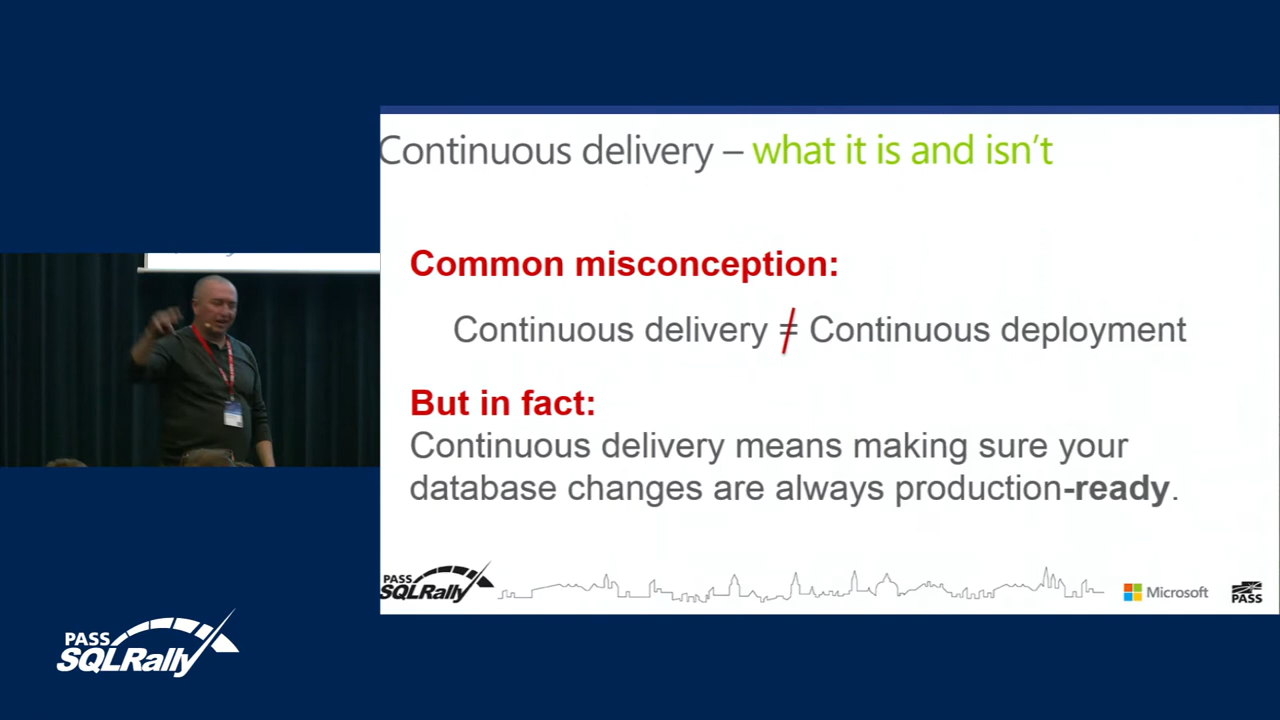 Continuous delivery – what it is and isn't
Common misconception:
Continuous delivery ≠ Continuous deployment
But in fact:
Continuous delivery means making sure your
database changes are always production-ready.
PASS
SQLRally
Microsoft
PASS
PASS
SQLRally